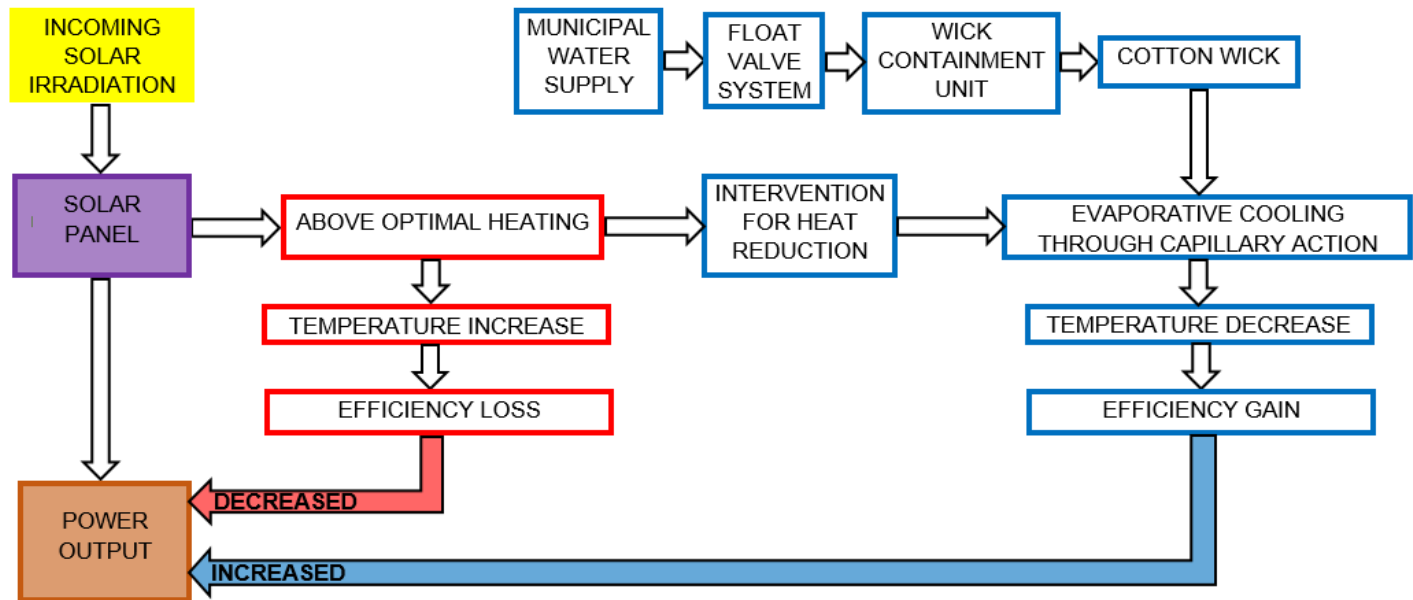 INCOMING
SOLAR
IRRADIATION
MUNICIPAL
WATER
SUPPLY
FLOAT
VALVE
SYSTEM
WICK
CONTAINMENT
UNIT
COTTON WICK
SOLAR
PANEL
ABOVE OPTIMAL HEATING
INTERVENTION
FOR HEAT
REDUCTION
EVAPORATIVE COOLING
THROUGH CAPILLARY ACTION
TEMPERATURE INCREASE
TEMPERATURE DECREASE
EFFICIENCY LOSS
EFFICIENCY GAIN
DECREASED
POWER
OUTPUT
INCREASED